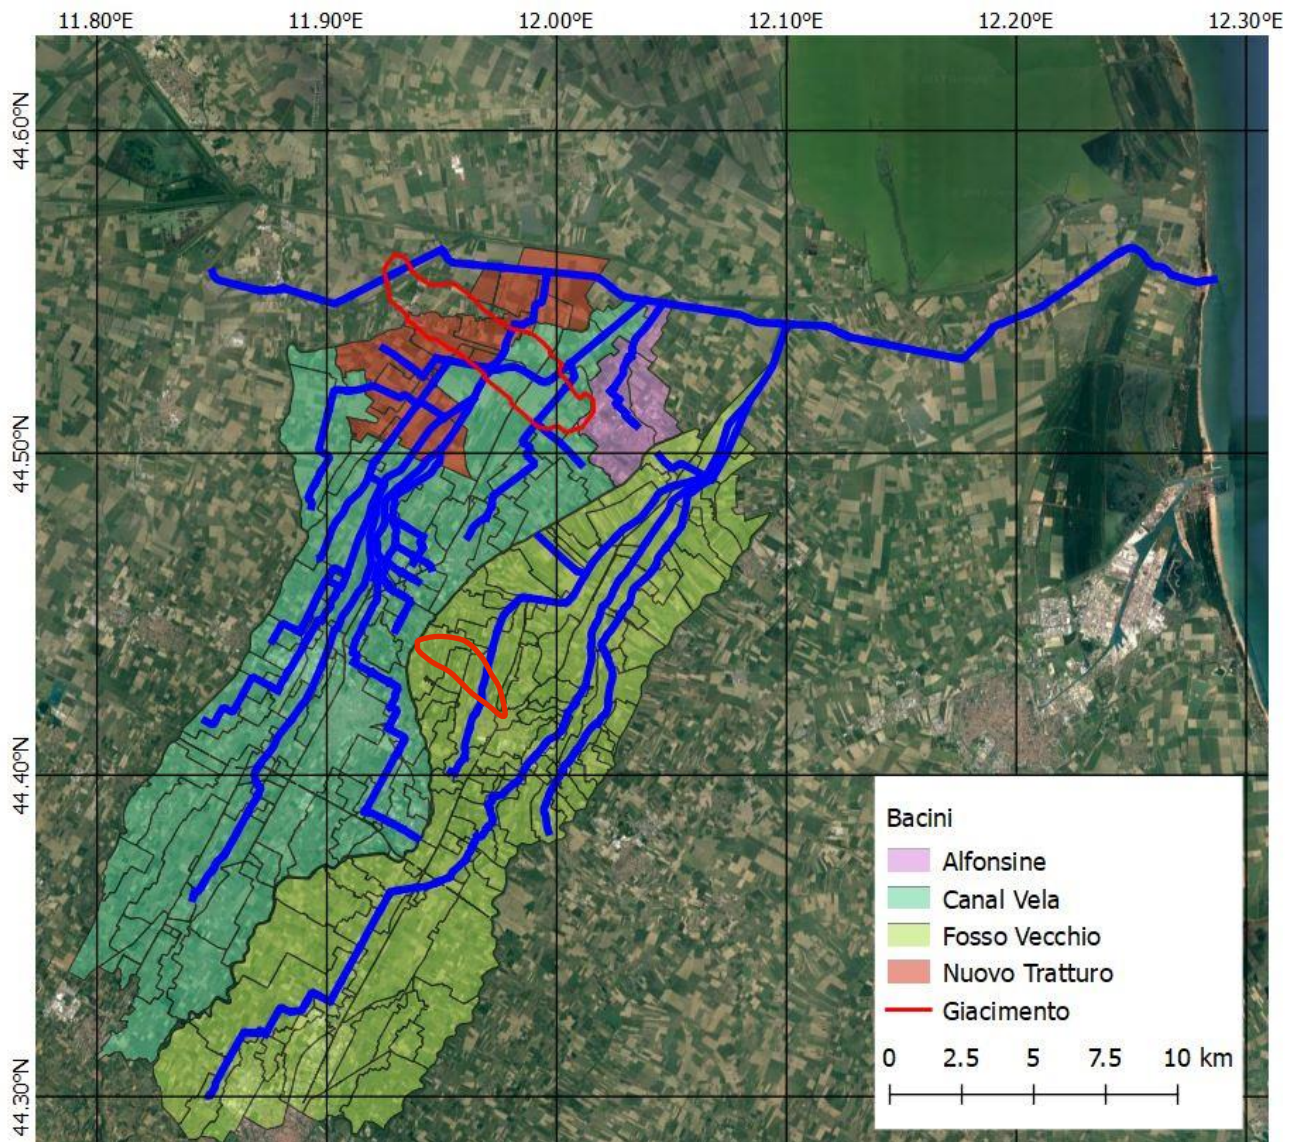 11.80°E 11.90°E 12.00°E 12.10°E 12.20°E 12.30°E
44.60°N
44.50°N
44.40°N
44.30°N
Bacini
Alfonsine
Canal Vela
Fosso Vecchio
Nuovo Tratturo
Giacimento
0 2.5 5 7.5 10 km